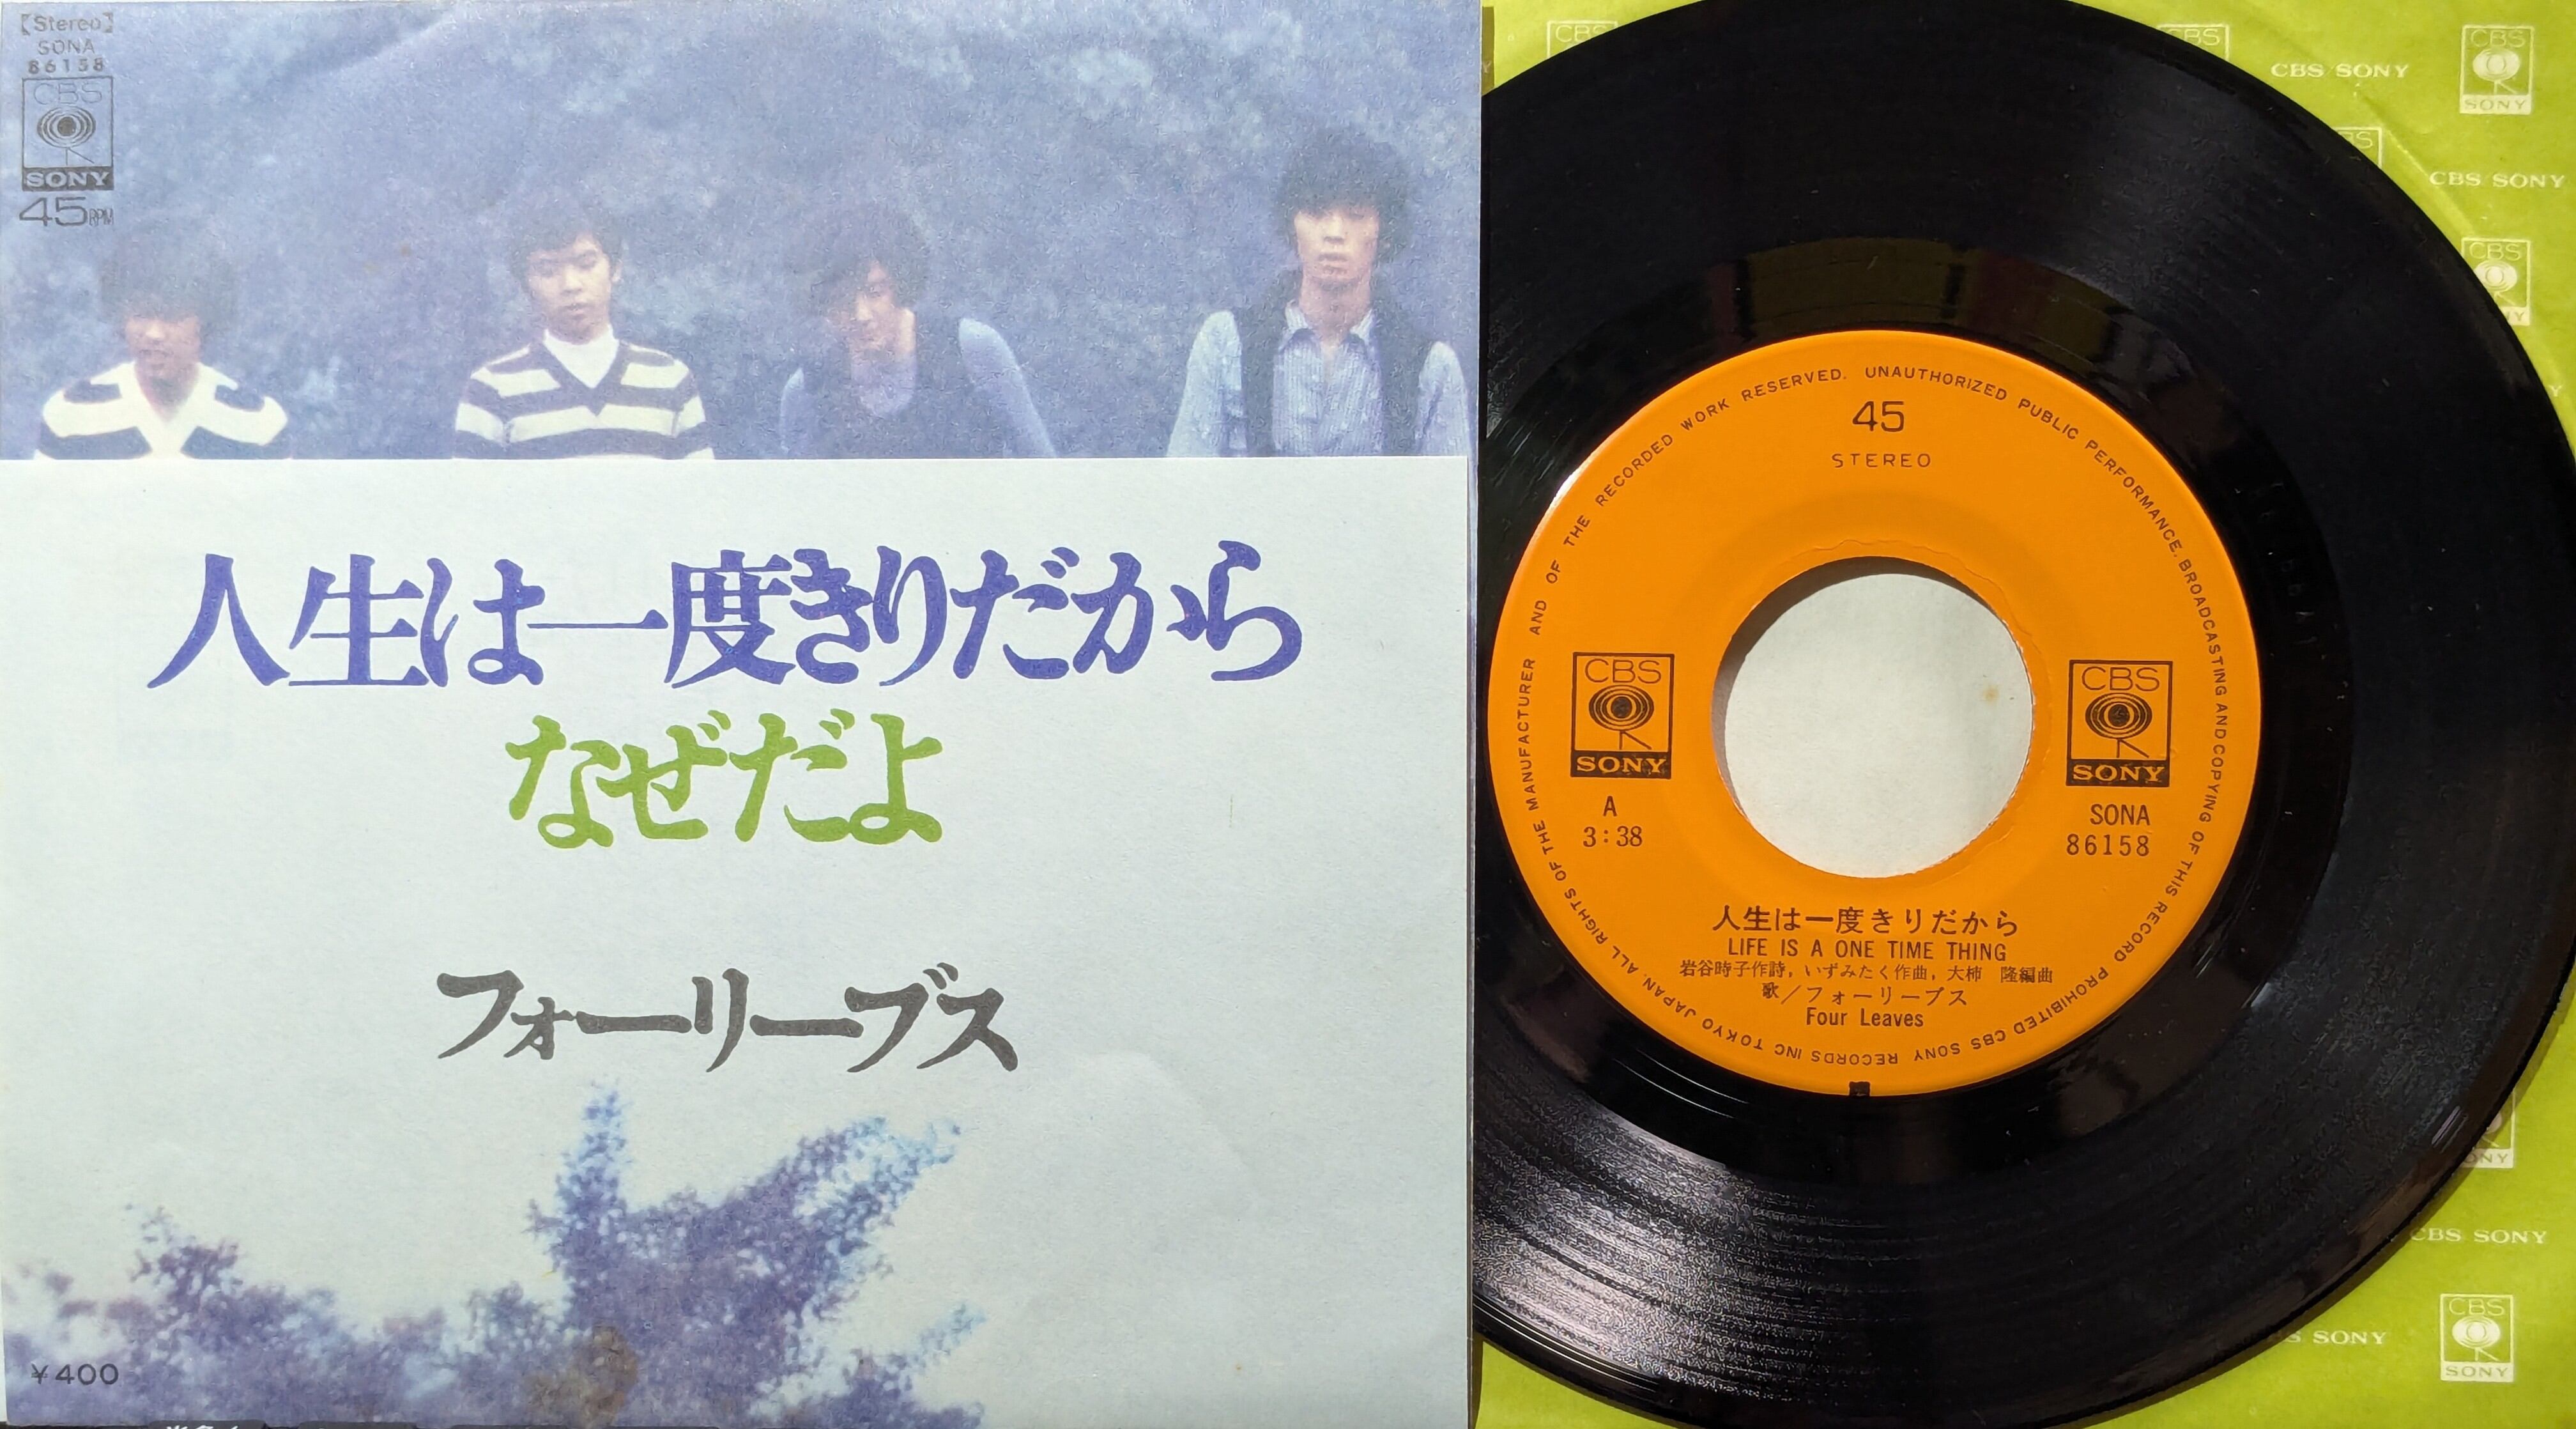 【Stereo】
SONA
86158
CBS
SONY
45RPM
人生は一度きりだから
なぜだよ
フォーリーブス
¥400
CBS
CBS
CBS SONY
CBS
SONY
CBS SONY
CBS
CBS SONY
CBS
SONY
SONY
ALL RIGHTS OF THE MANUFACTURER AND OF THE RECORDED WORK RESERVED. UNAUTHORIZED PUBLIC PERFORMANCE. BROADCASTING AND COPYING OF THIS RECORD PROHIBITED CBS SONY RECORDS INC TOKYO JAPAN.
45
STEREO
CBS
SONY
CBS
SONY
A
3:38
SONA
86158
人生は一度きりだから
LIFE IS A ONE TIME THING
岩谷時子作詩，いずみたく作曲，大柿　隆編曲
歌／フォーリーブス
Four Leaves